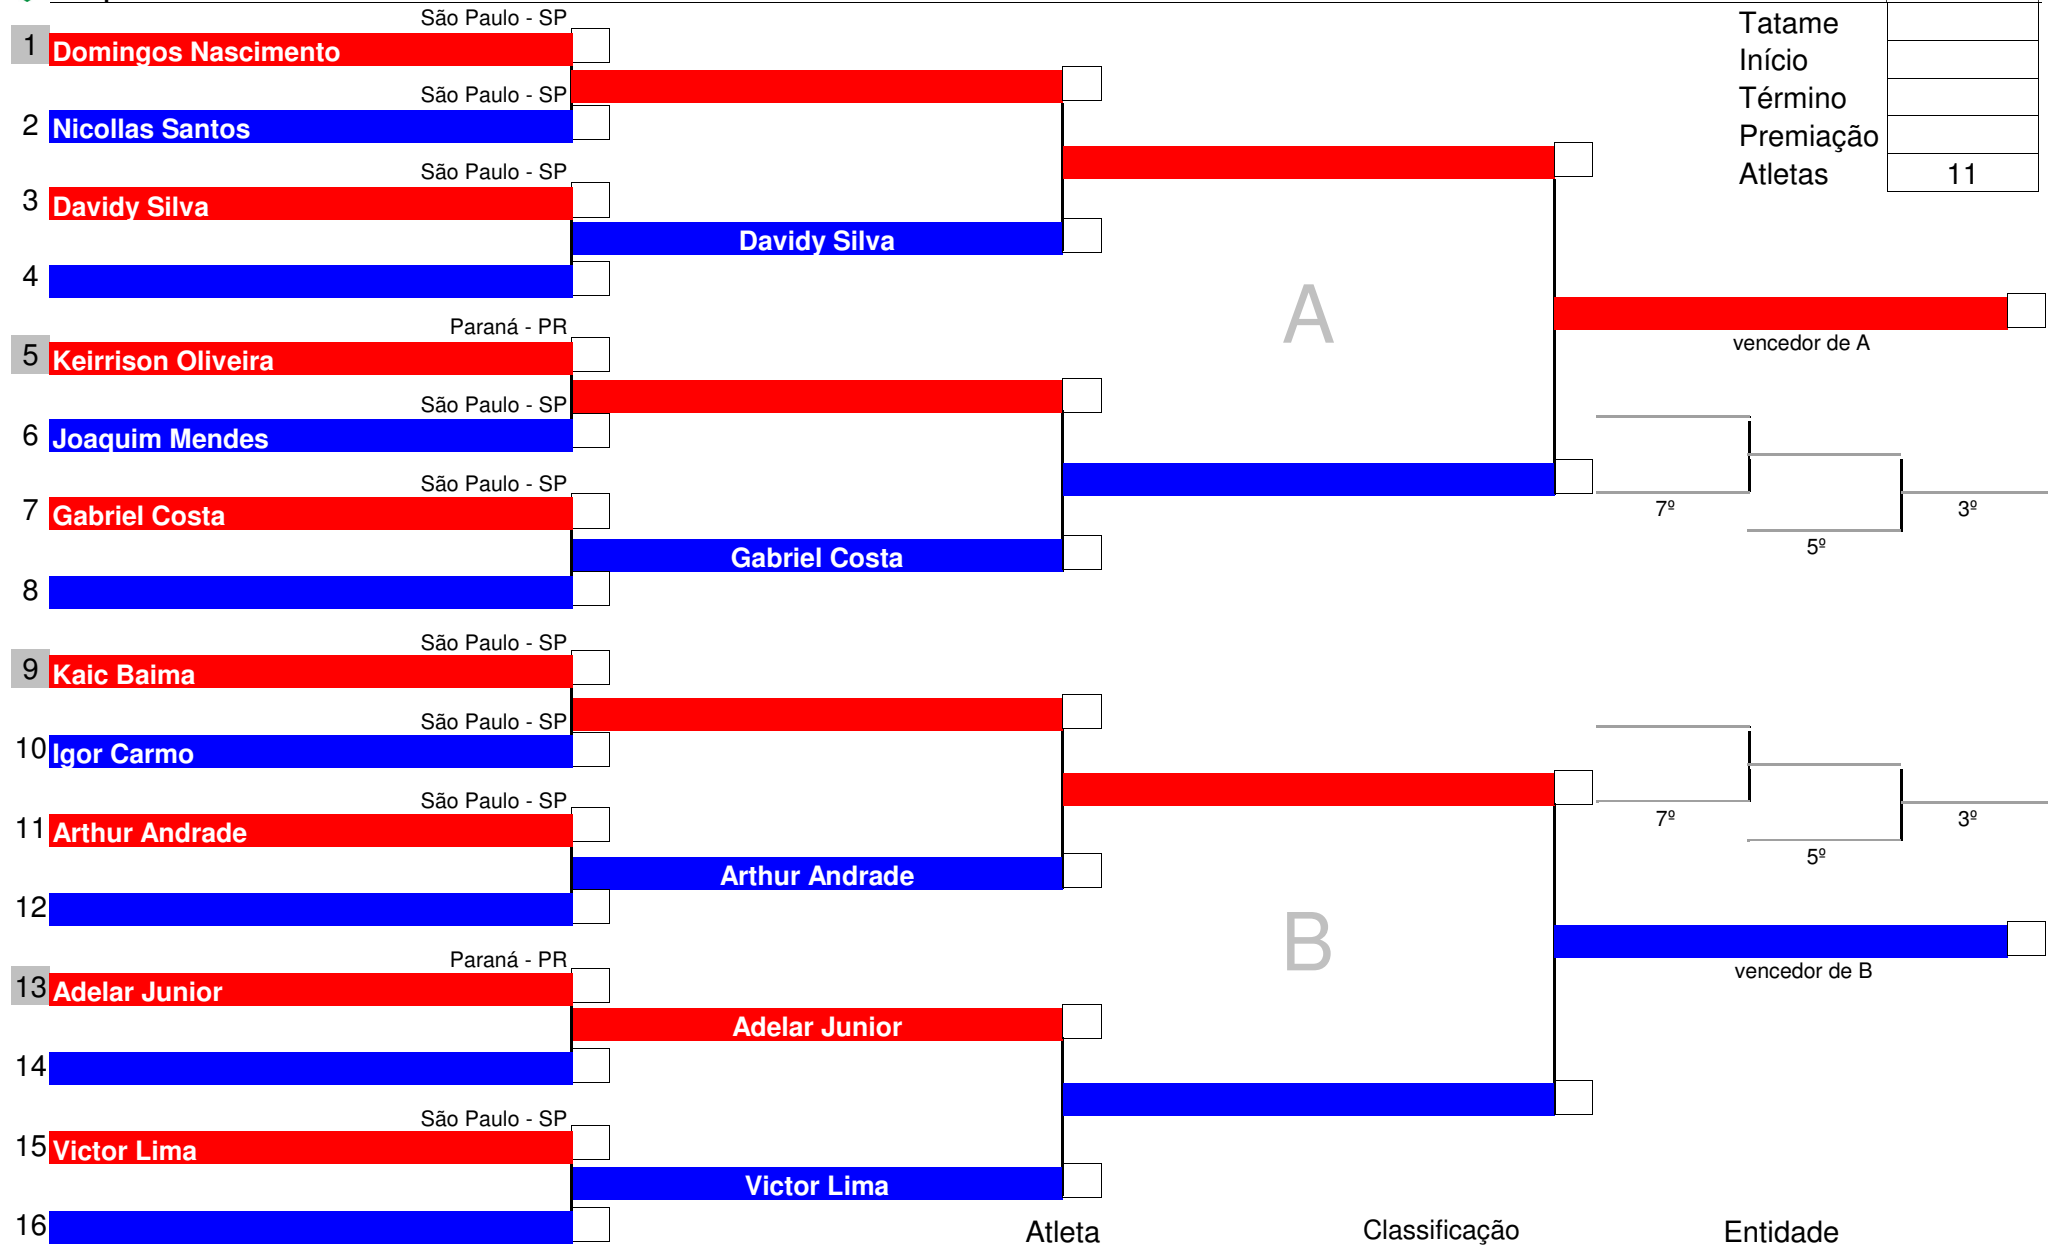 São Paulo - SP
1 Domingos Nascimento
São Paulo - SP
2 Nicollas Santos
São Paulo - SP
3 Davidy Silva
Davidy Silva
4
Paraná - PR
5 Keirrison Oliveira
São Paulo - SP
6 Joaquim Mendes
São Paulo - SP
7 Gabriel Costa
Gabriel Costa
8
São Paulo - SP
9 Kaic Baima
São Paulo - SP
10 Igor Carmo
São Paulo - SP
11 Arthur Andrade
Arthur Andrade
12
Paraná - PR
13 Adelar Junior
Adelar Junior
14
São Paulo - SP
15 Victor Lima
Victor Lima
16
A
B
Tatame
Início
Término
Premiação
Atletas 11
vencedor de A
7º
3º
5º
7º
3º
5º
vencedor de B
Atleta Classificação Entidade